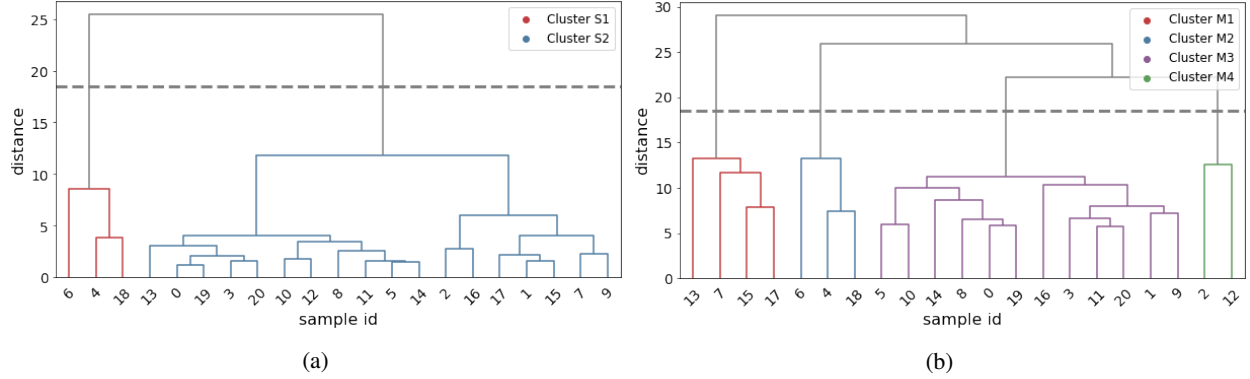 25
20
15
10
5
0
distance
Cluster S1
Cluster S2
6 4 18 13 0 19 3 20 10 12 8 11 5 14 2 16 17 1 15 7 9
sample id
(a)
30
25
20
15
10
5
0
distance
Cluster M1
Cluster M2
Cluster M3
Cluster M4
13 7 15 17 6 4 18 5 10 14 8 0 19 16 3 11 20 1 9 2 12
sample id
(b)